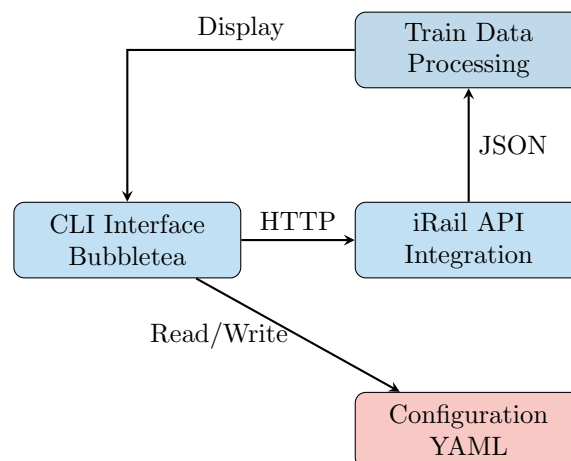 Display
Train Data
Processing
JSON
CLI Interface
Bubbletea
HTTP
iRail API
Integration
Read/Write
Configuration
YAML